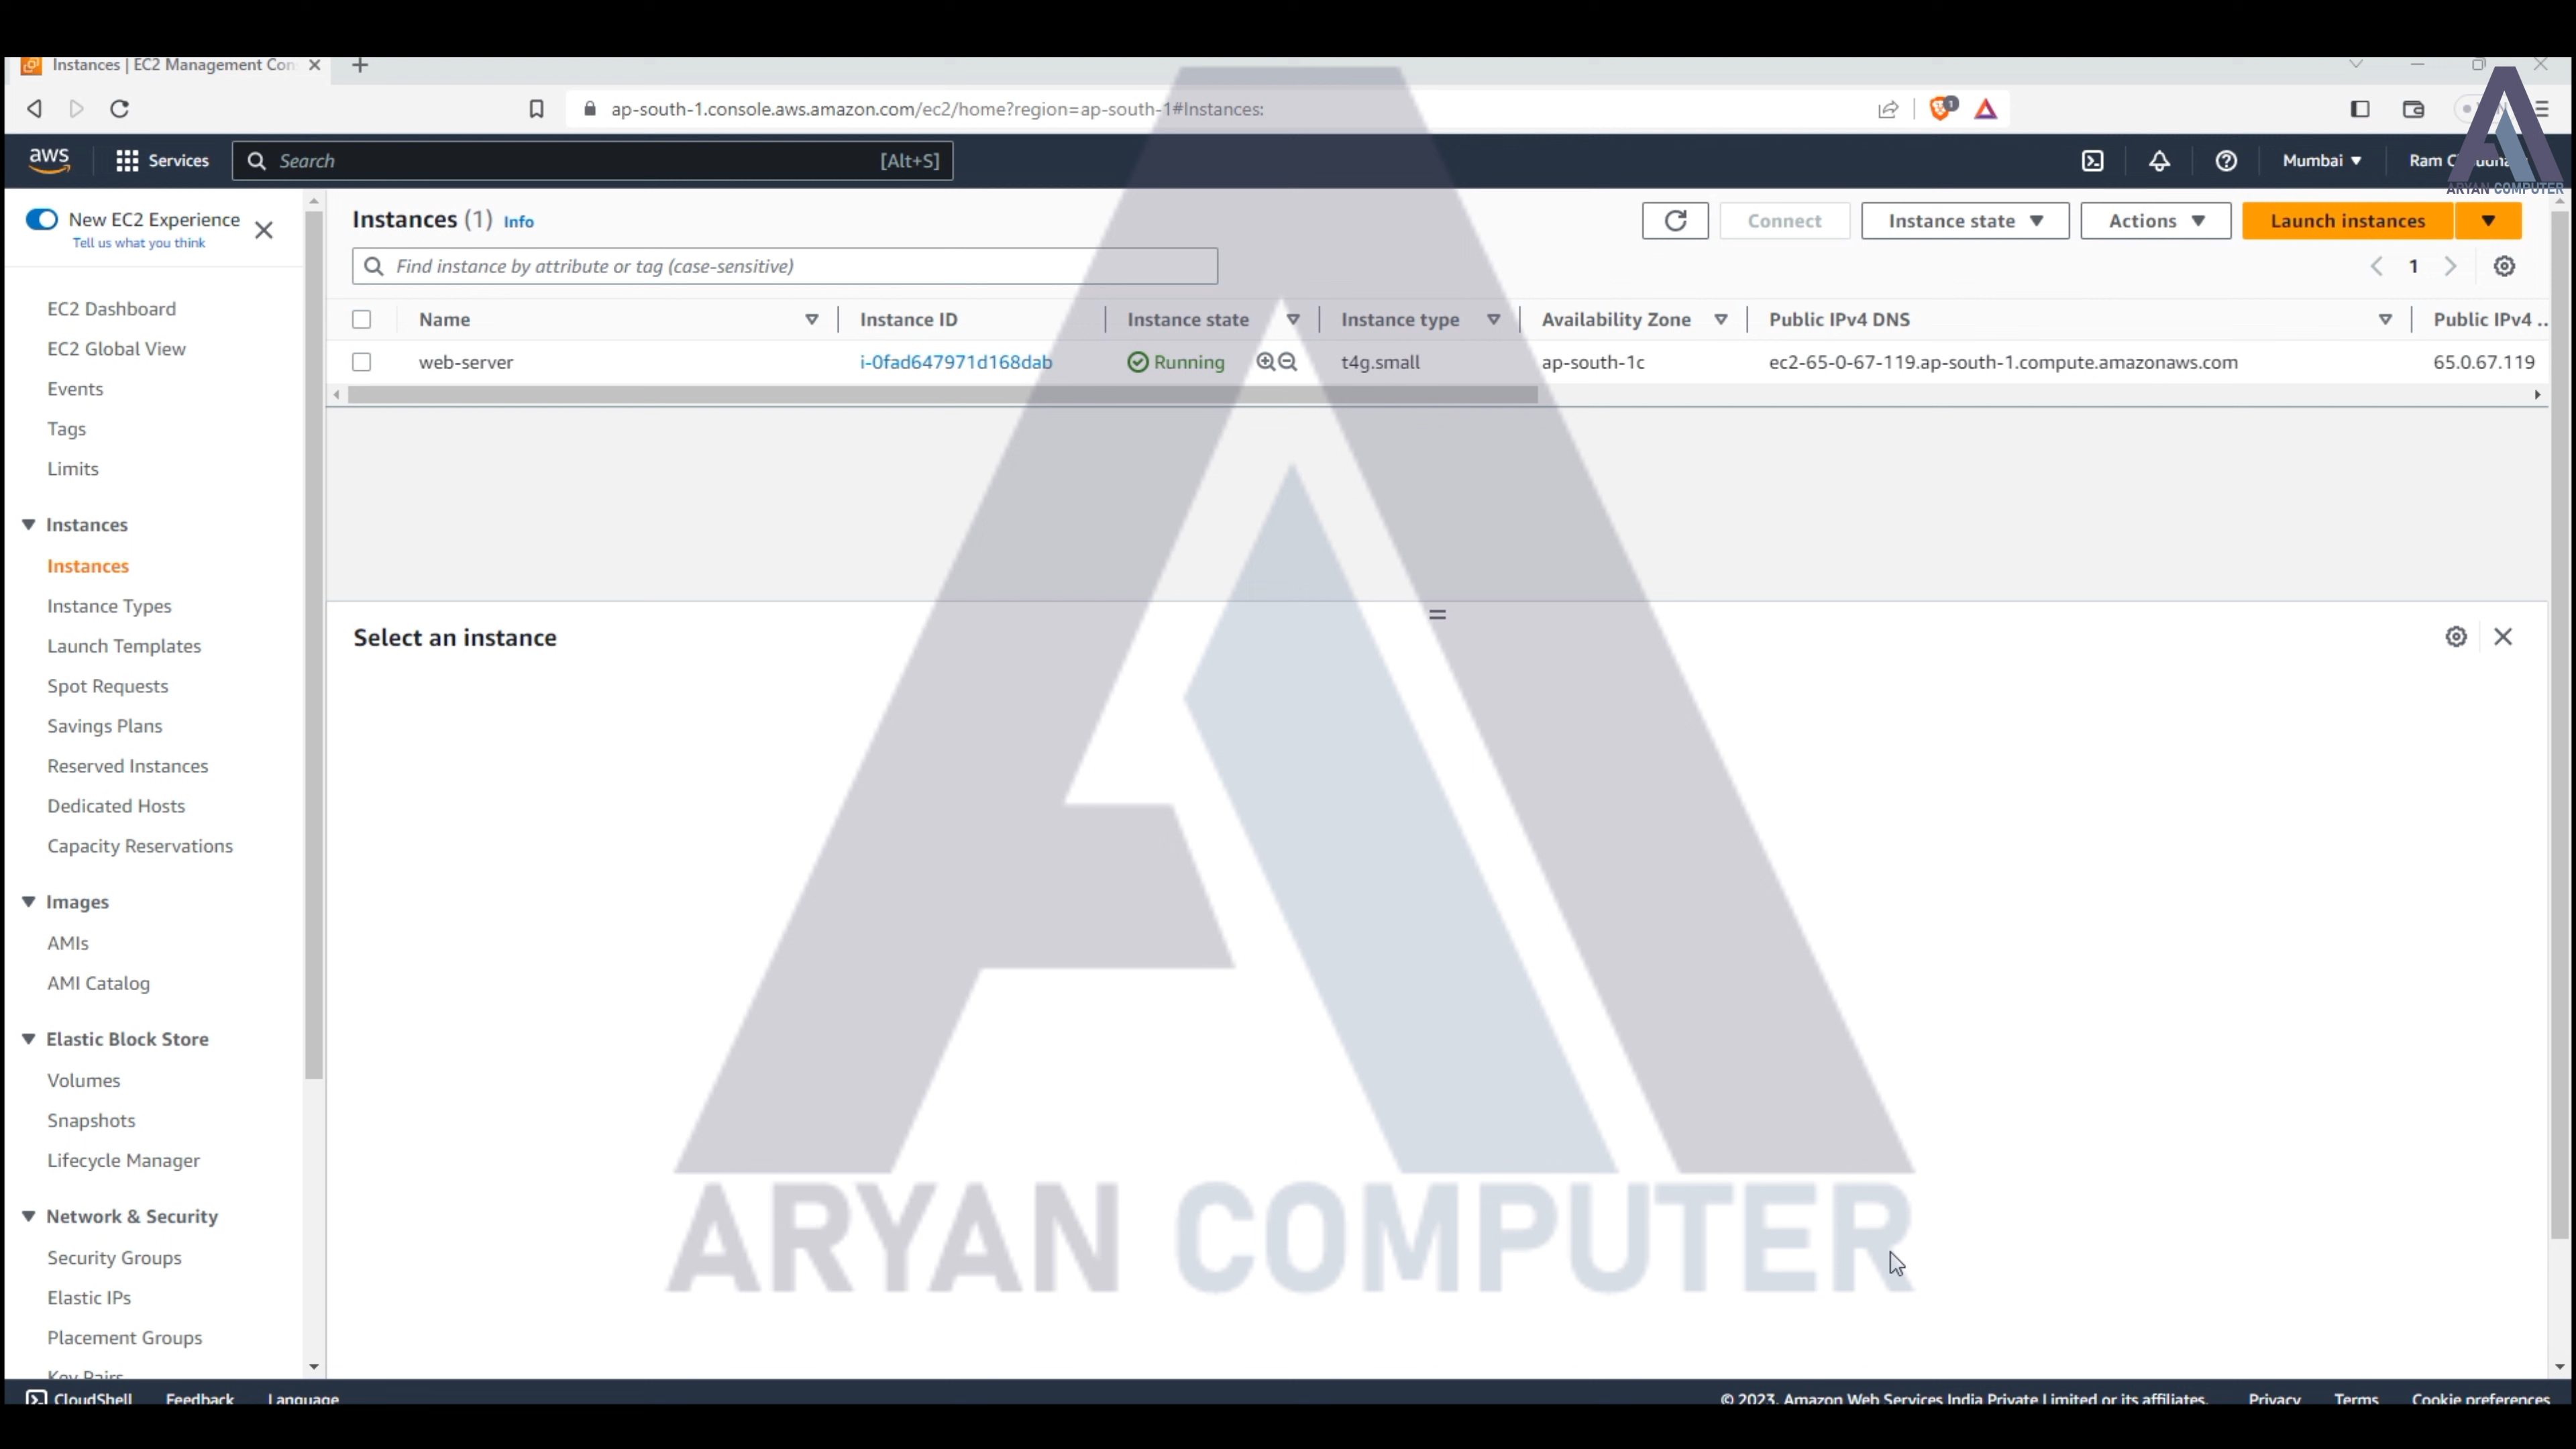 Instances | EC2 Management Con
ap-south-1.console.aws.amazon.com/ec2/home?region=ap-south-1#Instances:
1
aws Services Search [Alt+S] Mumbai
ARYAN COMPUTER
New EC2 Experience
Tell us what you think
Instances (1) Info
Connect Instance state Actions Launch instances
Find instance by attribute or tag (case-sensitive)
1
Name Instance ID Instance state Instance type Availability Zone Public IPv4 DNS Public IPv4 ..
web-server i-0fad647971d168dab Running t4g.small ap-south-1c ec2-65-0-67-119.ap-south-1.compute.amazonaws.com 65.0.67.119
EC2 Dashboard
EC2 Global View
Events
Tags
Limits
Instances
Instances
Instance Types
Launch Templates
Spot Requests
Savings Plans
Reserved Instances
Dedicated Hosts
Capacity Reservations
Images
AMIs
AMI Catalog
Elastic Block Store
Volumes
Snapshots
Lifecycle Manager
Network & Security
Security Groups
Elastic IPs
Placement Groups
Key Pairs
Select an instance
ARYAN COMPUTER
CloudShell Feedback Language
© 2023, Amazon Web Services India Private Limited or its affiliates. Privacy Terms Cookie preferences